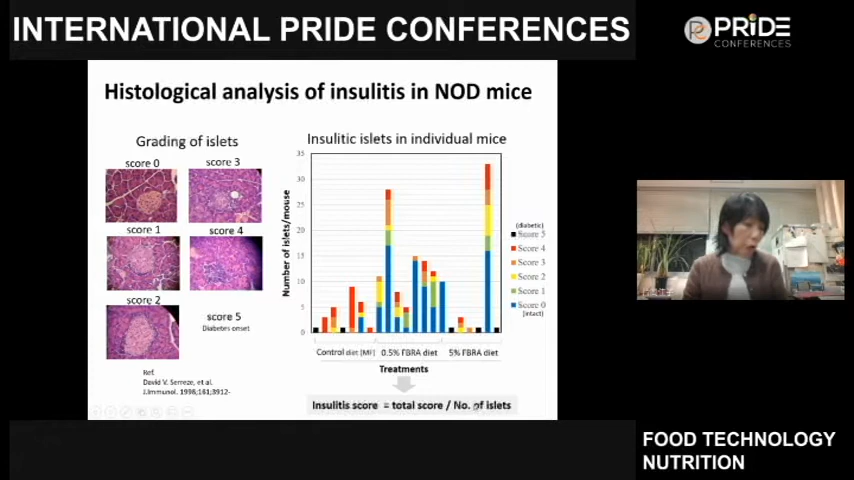 INTERNATIONAL PRIDE CONFERENCES
PRIDE
CONFERENCES
Histological analysis of insulitis in NOD mice
Grading of islets
score 0
score 3
score 1
score 4
score 2
score 5
Diabetes onset
Ref.
David V. Serreze, et al.
J.Immunol. 1998;161;3912-
Insulitic islets in individual mice
Number of islets/mouse
35
30
25
20
15
10
5
0
Control diet (MF)
0.5% FBRA diet
5% FBRA diet
Treatments
(diabetic)
Score 5
Score 4
Score 3
Score 2
Score 1
Score 0
(intact)
Insulitis score = total score / No. of islets
FOOD TECHNOLOGY
NUTRITION